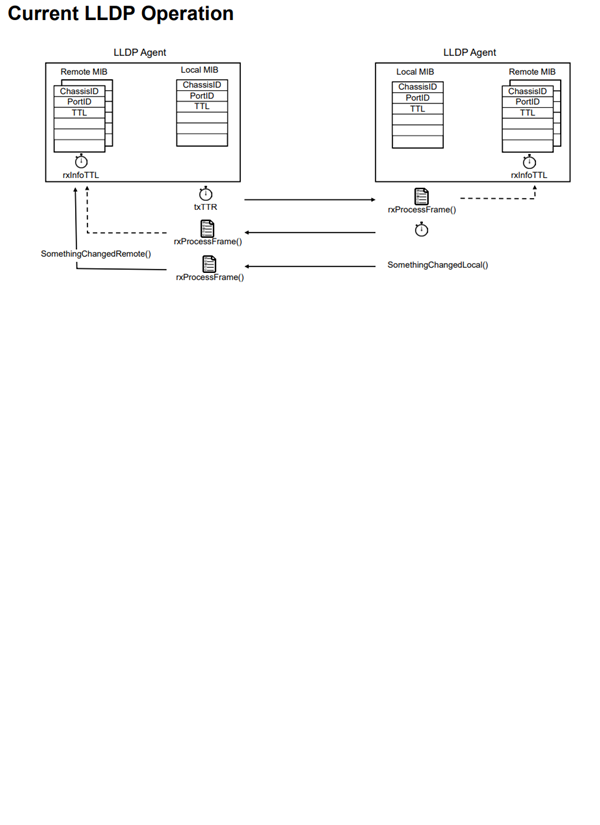 Current LLDP Operation
LLDP Agent
Remote MIB
ChassisID
PortID
TTL
rxInfoTTL
Local MIB
ChassisID
PortID
TTL
LLDP Agent
Local MIB
ChassisID
PortID
TTL
Remote MIB
ChassisID
PortID
TTL
rxInfoTTL
txTTR
rxProcessFrame()
rxProcessFrame()
SomethingChangedRemote()
SomethingChangedLocal()
rxProcessFrame()